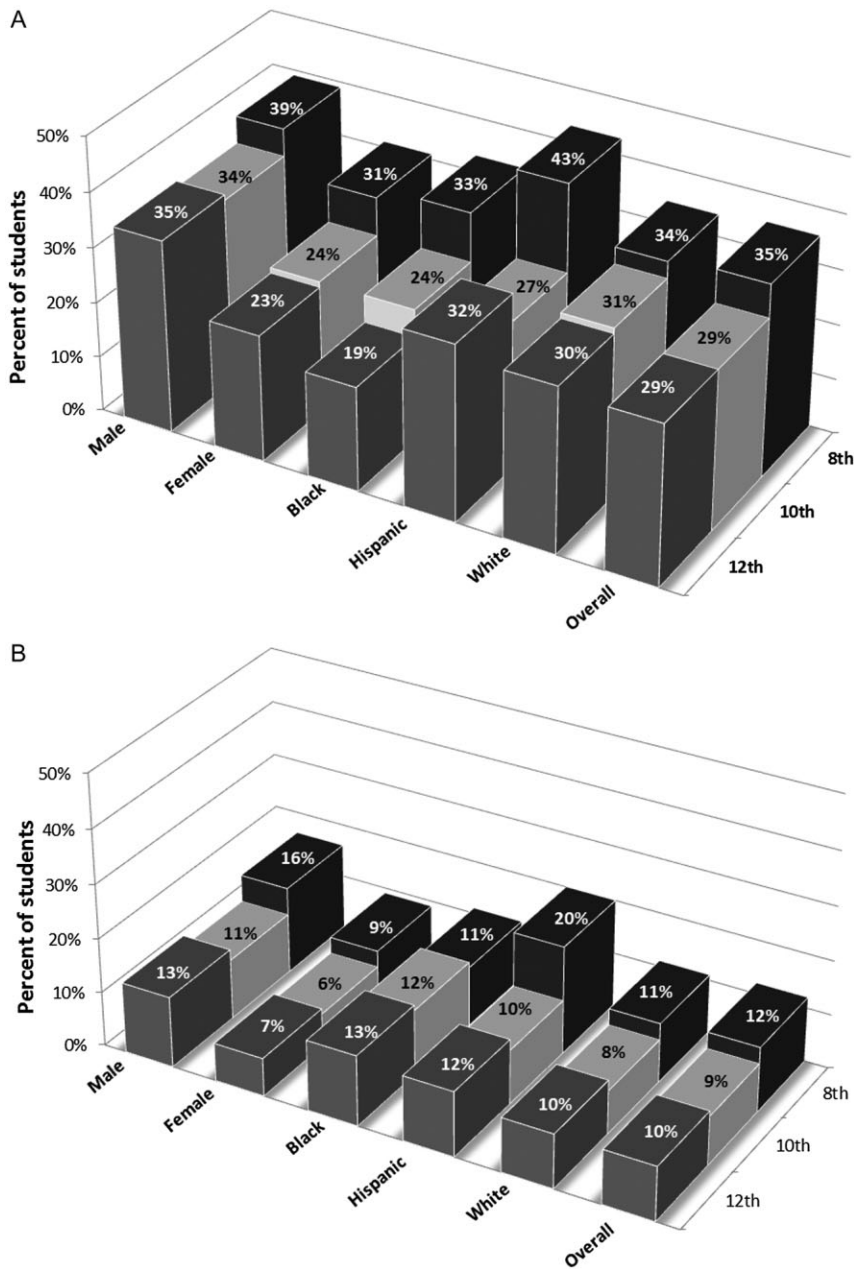 A
50%
40%
30%
20%
10%
0%
Percent of students
39%
31%
33%
43%
34%
35%
34%
24%
24%
27%
31%
29%
35%
23%
19%
32%
30%
29%
Male
Female
Black
Hispanic
White
Overall
8th
10th
12th
B
50%
40%
30%
20%
10%
0%
Percent of students
16%
9%
11%
20%
11%
12%
11%
6%
12%
10%
8%
9%
13%
7%
13%
12%
10%
10%
Male
Female
Black
Hispanic
White
Overall
8th
10th
12th